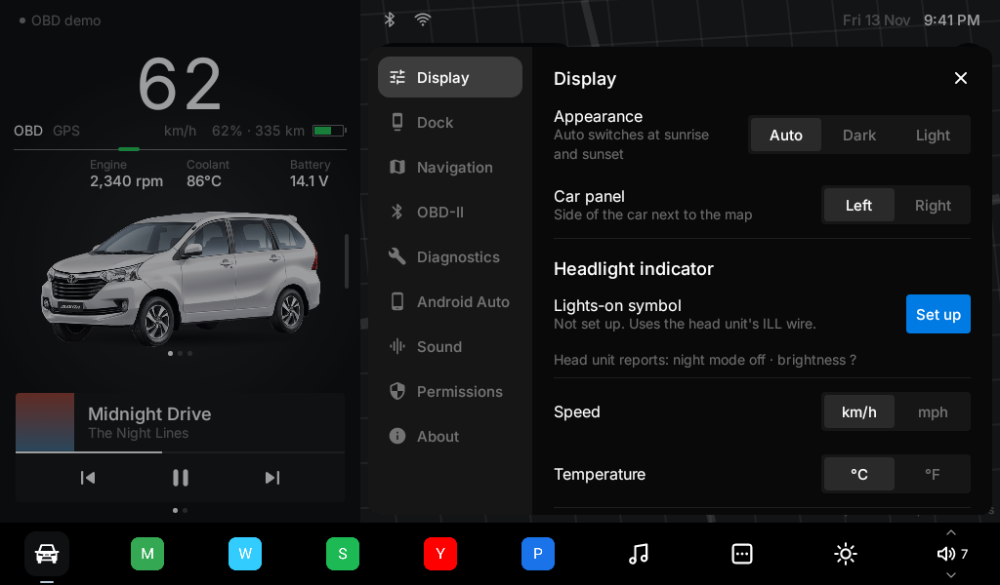 OBD demo
Fri 13 Nov 9:41 PM
62
OBD GPS km/h 62% · 335 km
Engine Coolant Battery
2,340 rpm 86°C 14.1 V
Midnight Drive
The Night Lines
Display
Dock
Navigation
OBD-II
Diagnostics
Android Auto
Sound
Permissions
About
Display
Appearance
Auto switches at sunrise
and sunset
Auto Dark Light
Car panel
Side of the car next to the map
Left Right
Headlight indicator
Lights-on symbol
Not set up. Uses the head unit's ILL wire.
Set up
Head unit reports: night mode off · brightness ?
Speed
km/h mph
Temperature
°C °F
M W S Y P 7